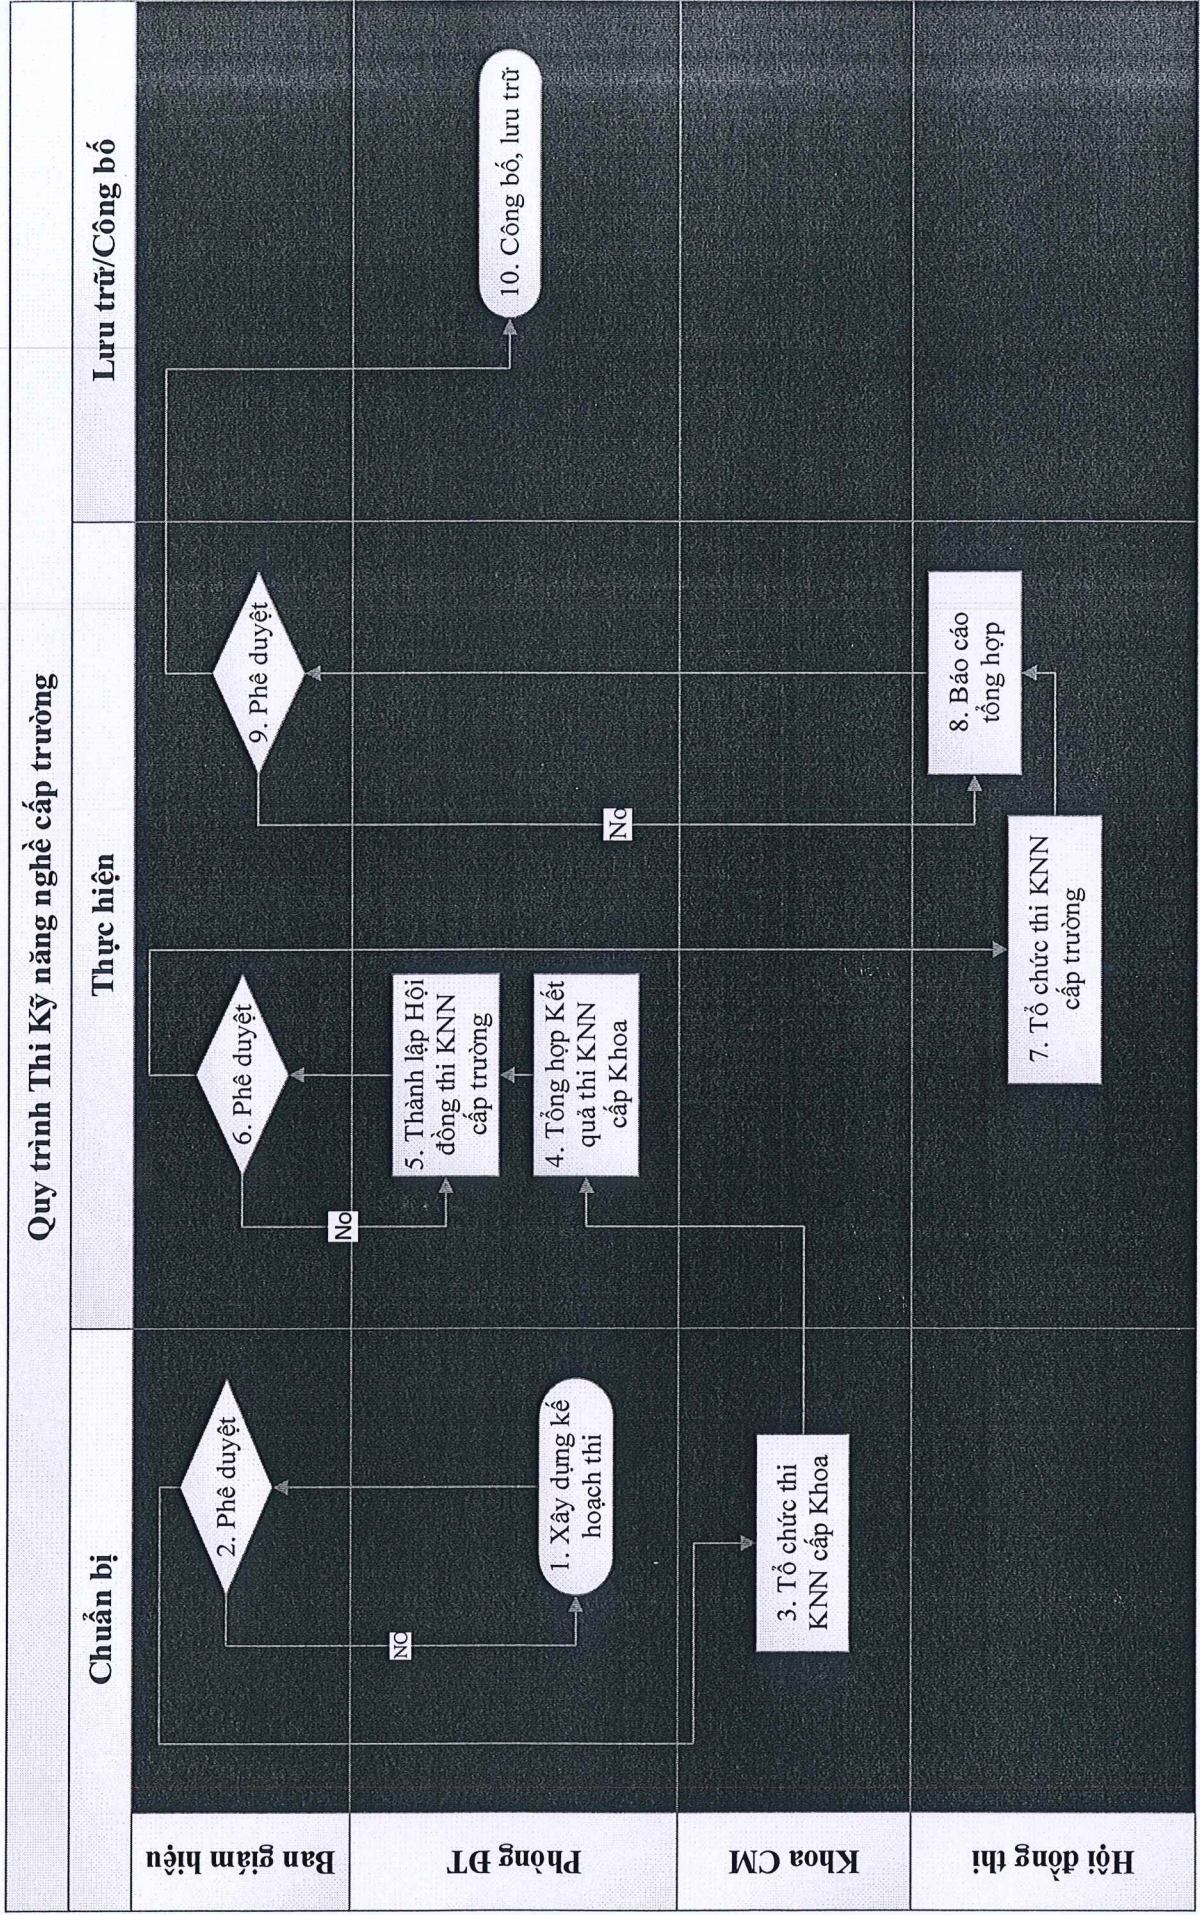 Quy trình Thi Kỹ năng nghề cấp trường
Chuẩn bị
Thực hiện
Lưu trữ/Công bố
Ban giám hiệu
2. Phê duyệt
6. Phê duyệt
9. Phê duyệt
NO
No
No
Phòng ĐT
1. Xây dựng kế
hoạch thi
5. Thành lập Hội
đồng thi KNN
cấp trường
4. Tổng hợp Kết
quả thi KNN
cấp Khoa
10. Công bố, lưu trữ
Khoa CM
3. Tổ chức thi
KNN cấp Khoa
Hội đồng thi
7. Tổ chức thi KNN
cấp trường
8. Báo cáo
tổng hợp